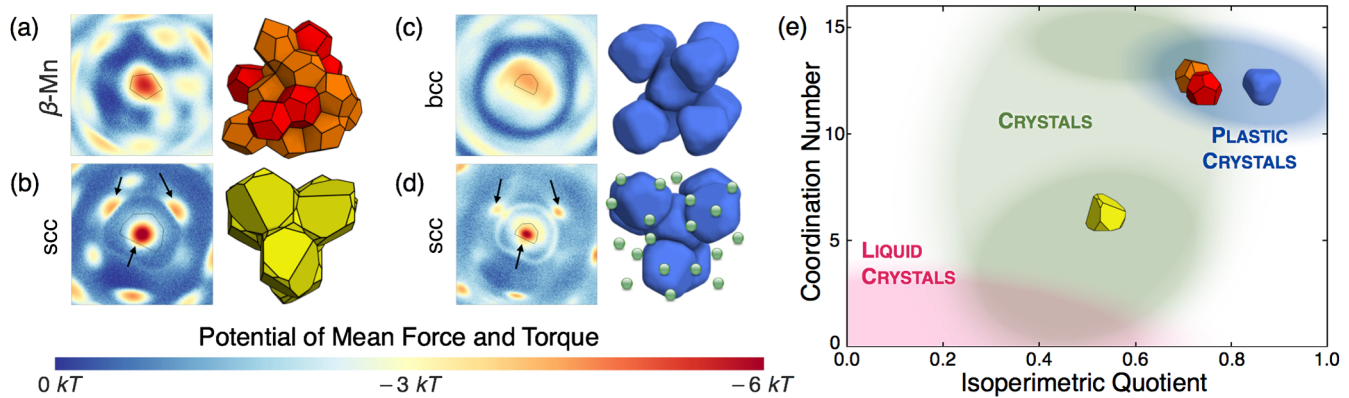 (a)
β-Mn
(b)
scc
(c)
bcc
(d)
scc
Potential of Mean Force and Torque
0 kT
−3 kT
−6 kT
(e)
Coordination Number
15
10
5
0
CRYSTALS
PLASTIC
CRYSTALS
LIQUID
CRYSTALS
0.0 0.2 0.4 0.6 0.8 1.0
Isoperimetric Quotient